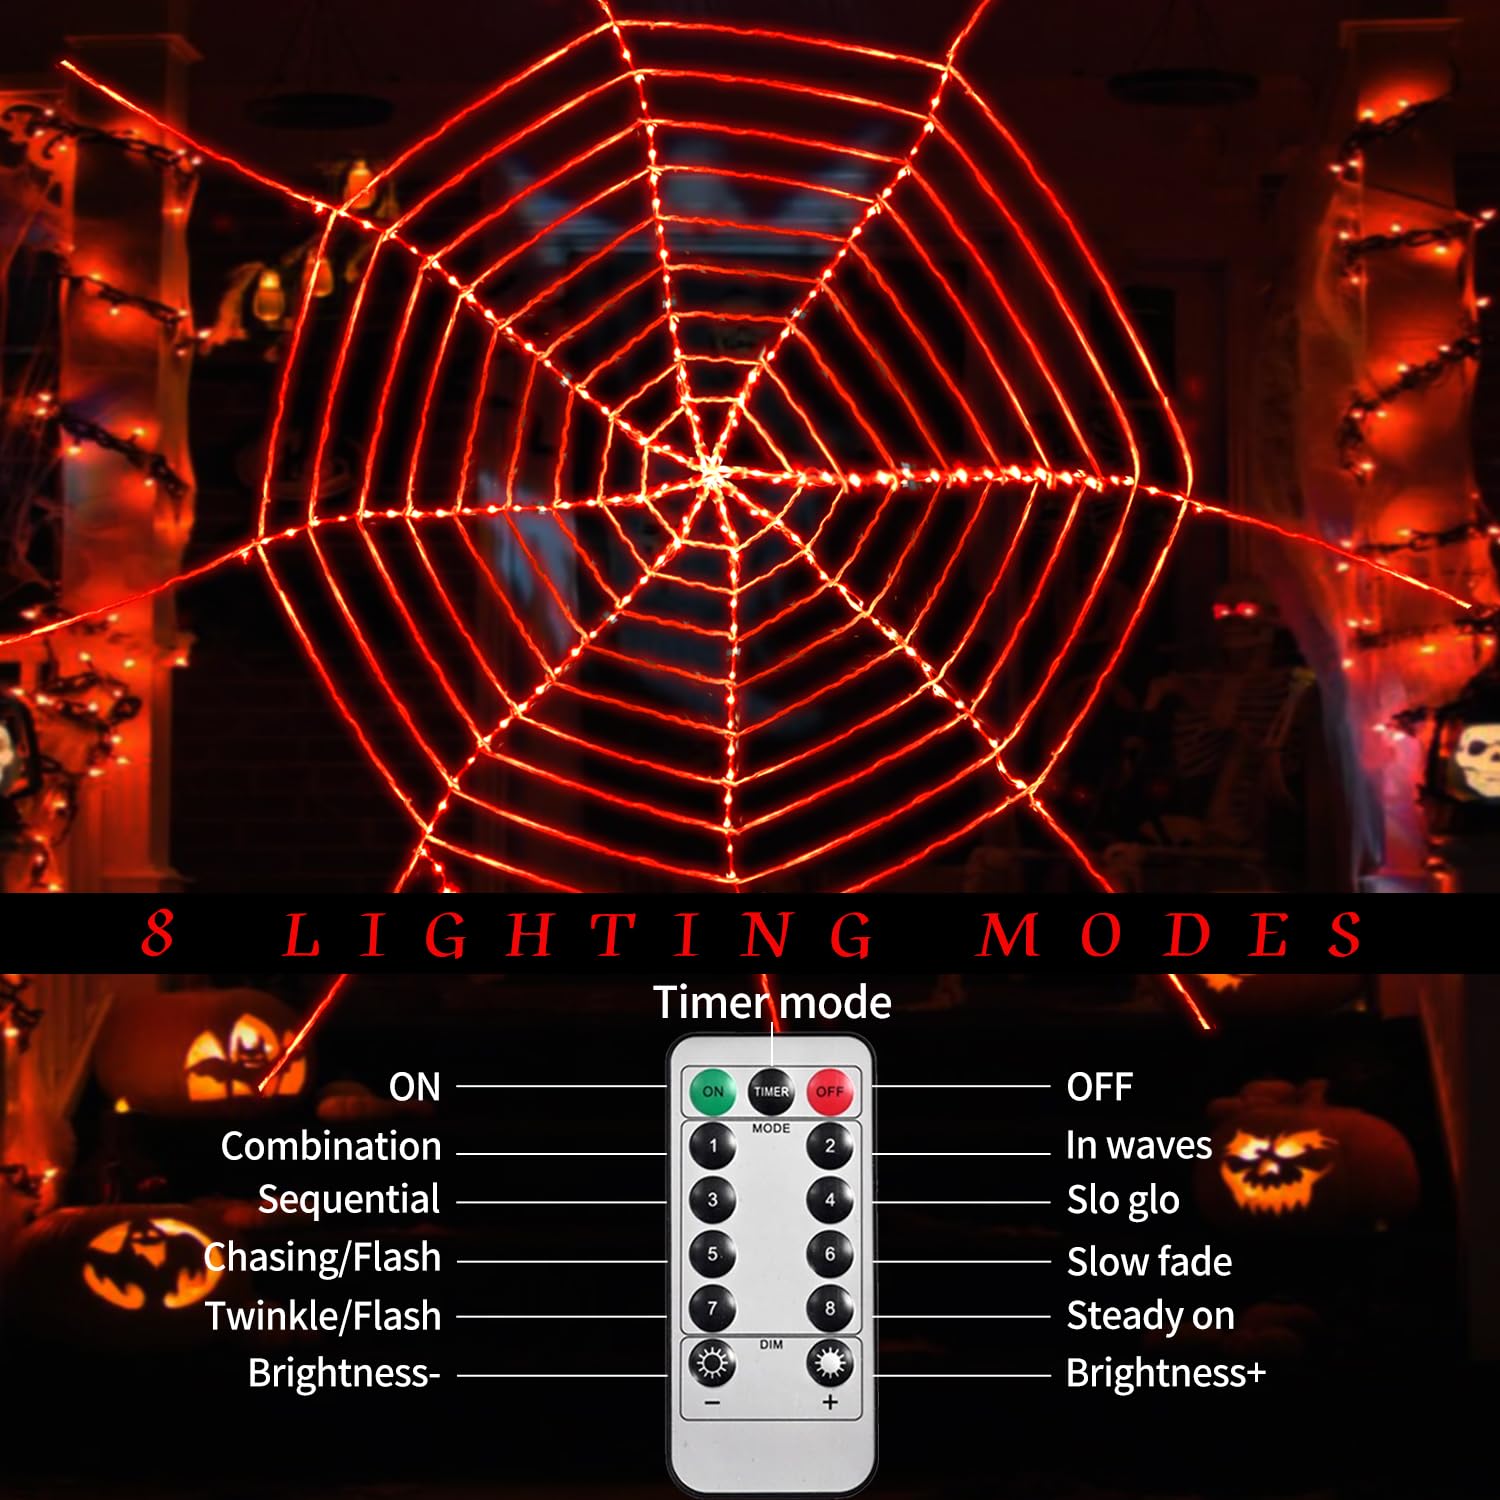 8 LIGHTING MODES
Timer mode
ON
OFF
Combination
In waves
Sequential
Slo glo
Chasing/Flash
Slow fade
Twinkle/Flash
Steady on
Brightness-
Brightness+
ON TIMER OFF
MODE
1 2
3 4
5 6
7 8
DIM
− +